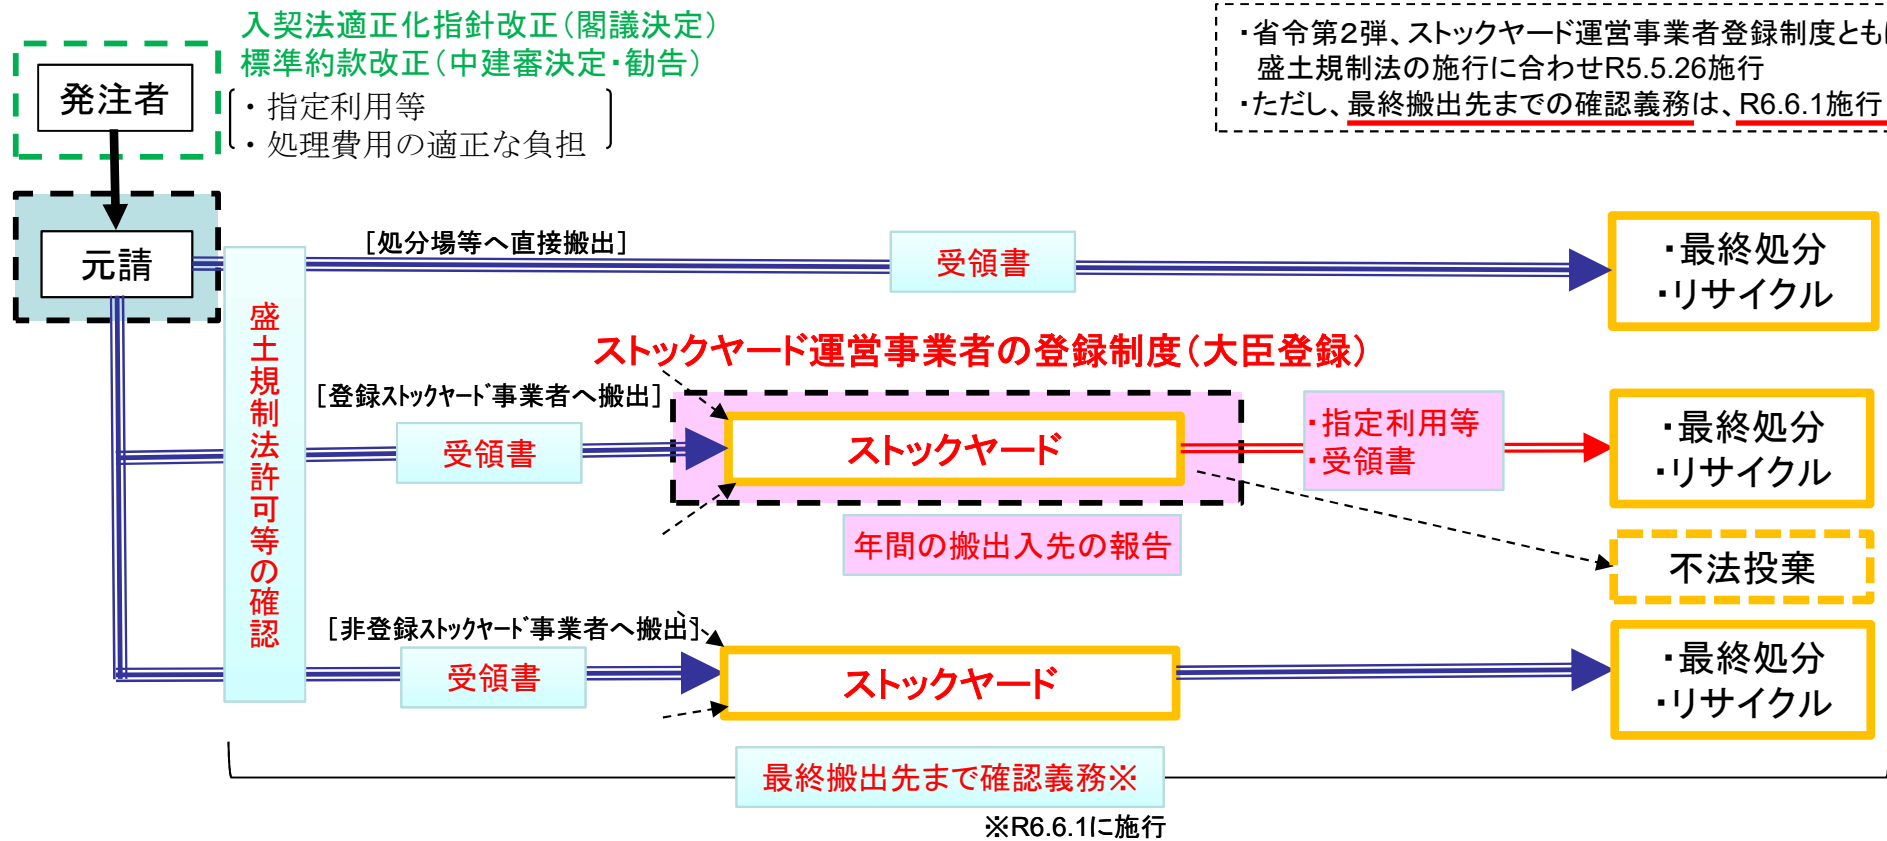 入契法適正化指針改正（閣議決定）
標準約款改正（中建審決定・勧告）
・指定利用等
・処理費用の適正な負担
・省令第２弾、ストックヤード運営事業者登録制度とも
盛土規制法の施行に合わせR5.5.26施行
・ただし、最終搬出先までの確認義務は、R6.6.1施行
発注者
元請
[処分場等へ直接搬出]
受領書
・最終処分
・リサイクル
盛土規制法許可等の確認
ストックヤード運営事業者の登録制度（大臣登録）
[登録ｽﾄｯｸﾔｰﾄﾞ事業者へ搬出]
受領書
ストックヤード
・指定利用等
・受領書
・最終処分
・リサイクル
年間の搬出入先の報告
不法投棄
[非登録ｽﾄｯｸﾔｰﾄﾞ事業者へ搬出]
受領書
ストックヤード
・最終処分
・リサイクル
最終搬出先まで確認義務※
※R6.6.1に施行